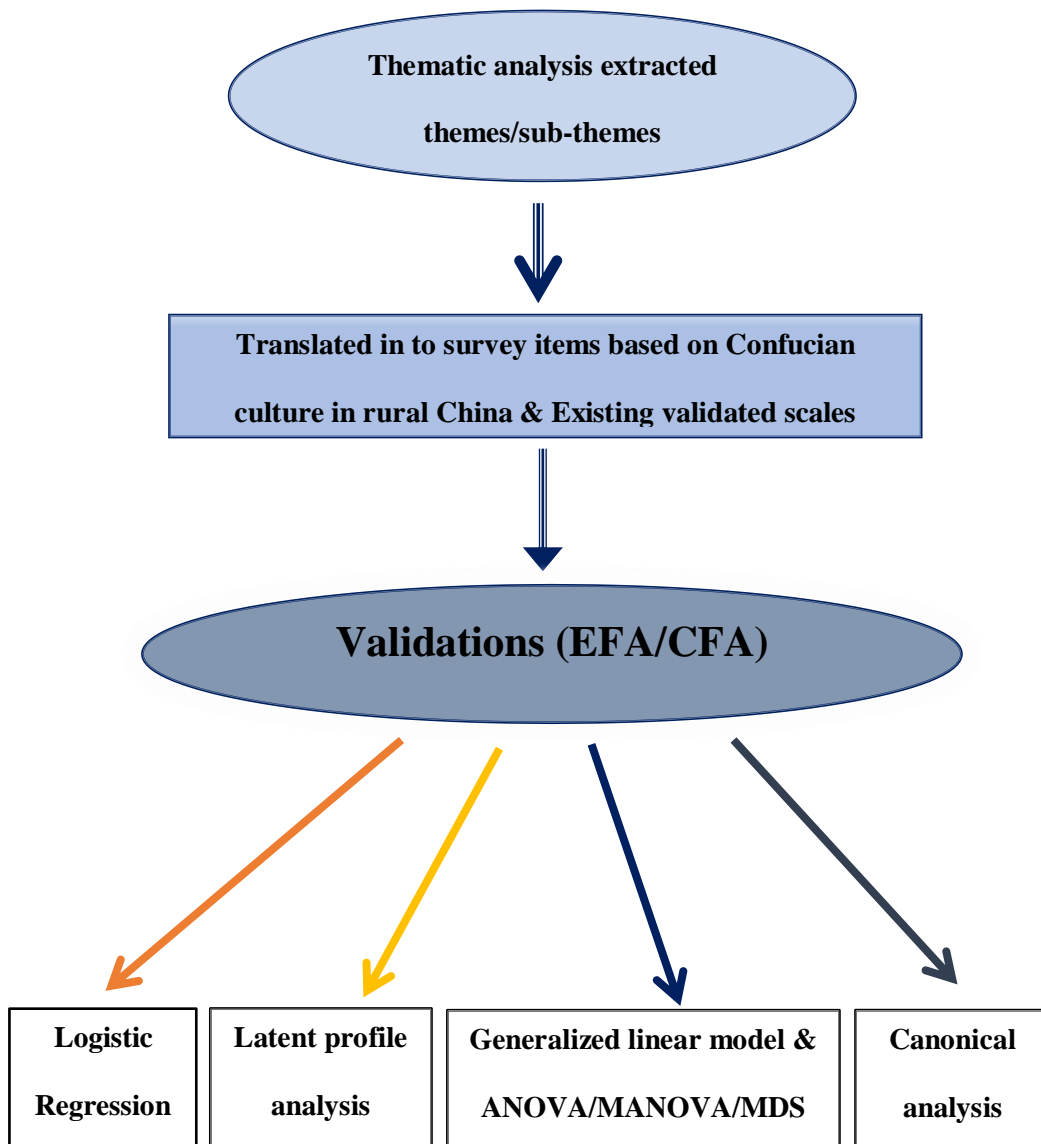 Thematic analysis extracted
themes/sub-themes
Translated in to survey items based on Confucian
culture in rural China & Existing validated scales
Validations (EFA/CFA)
Logistic
Regression
Latent profile
analysis
Generalized linear model &
ANOVA/MANOVA/MDS
Canonical
analysis